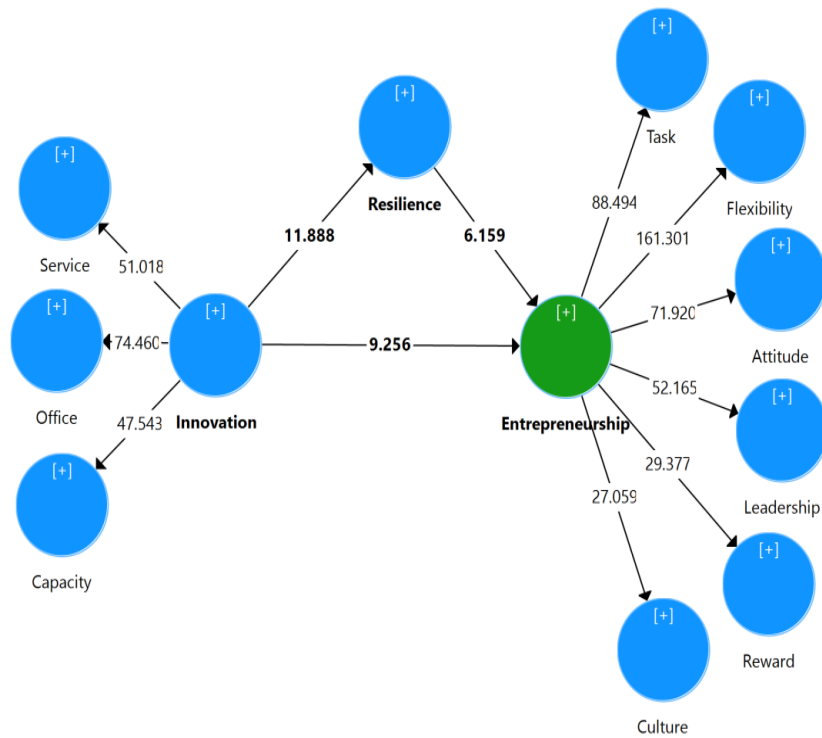 [+]
Task
[+]
Resilience
[+]
Flexibility
[+]
Service
88.494
161.301
11.888
6.159
51.018
[+]
Attitude
71.920
[+]
Office
74.460
[+]
Innovation
9.256
[+]
Entrepreneurship
52.165
[+]
Leadership
47.543
[+]
Capacity
29.377
27.059
[+]
Reward
[+]
Culture